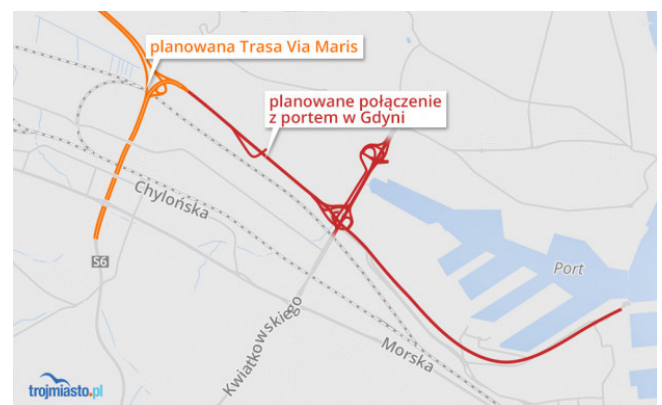 planowana Trasa Via Maris
planowane połączenie
z portem w Gdyni
Chylońska
S6
Port
Kwiatkowskiego
Morska
trojmiasto.pl